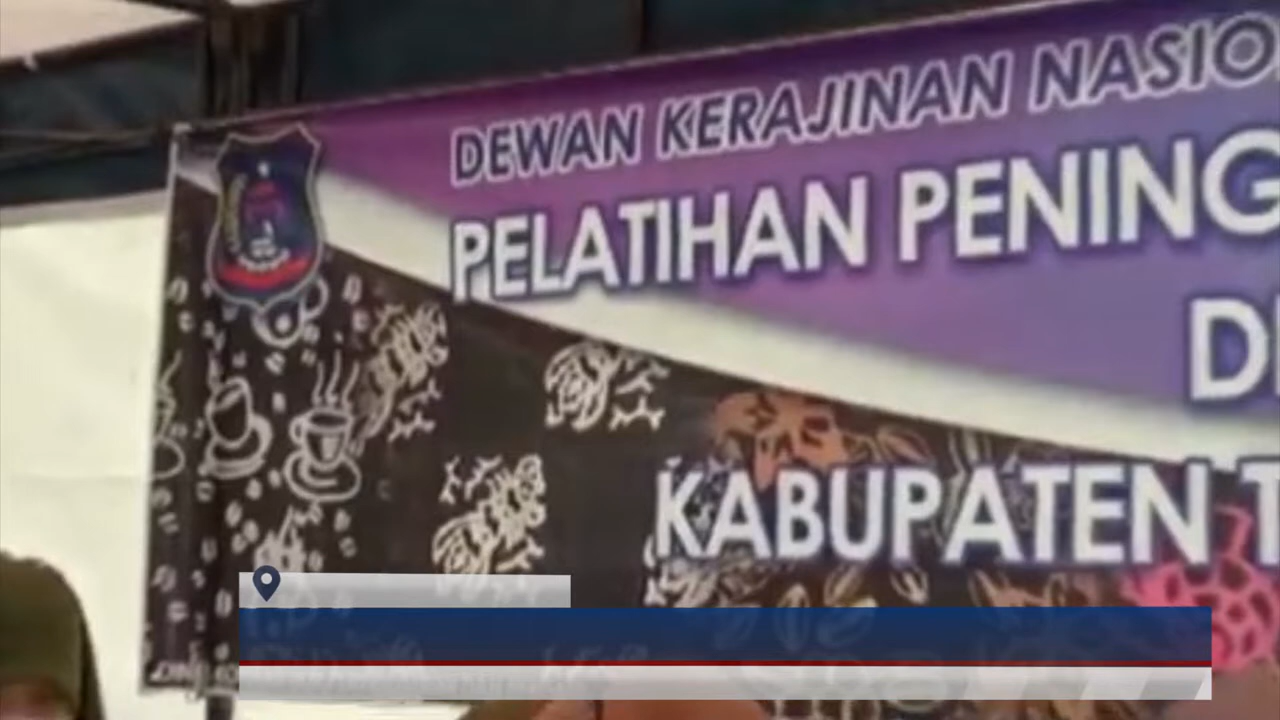 DEWAN KERAJINAN NASIO
PELATIHAN PENING
D
KABUPATEN T